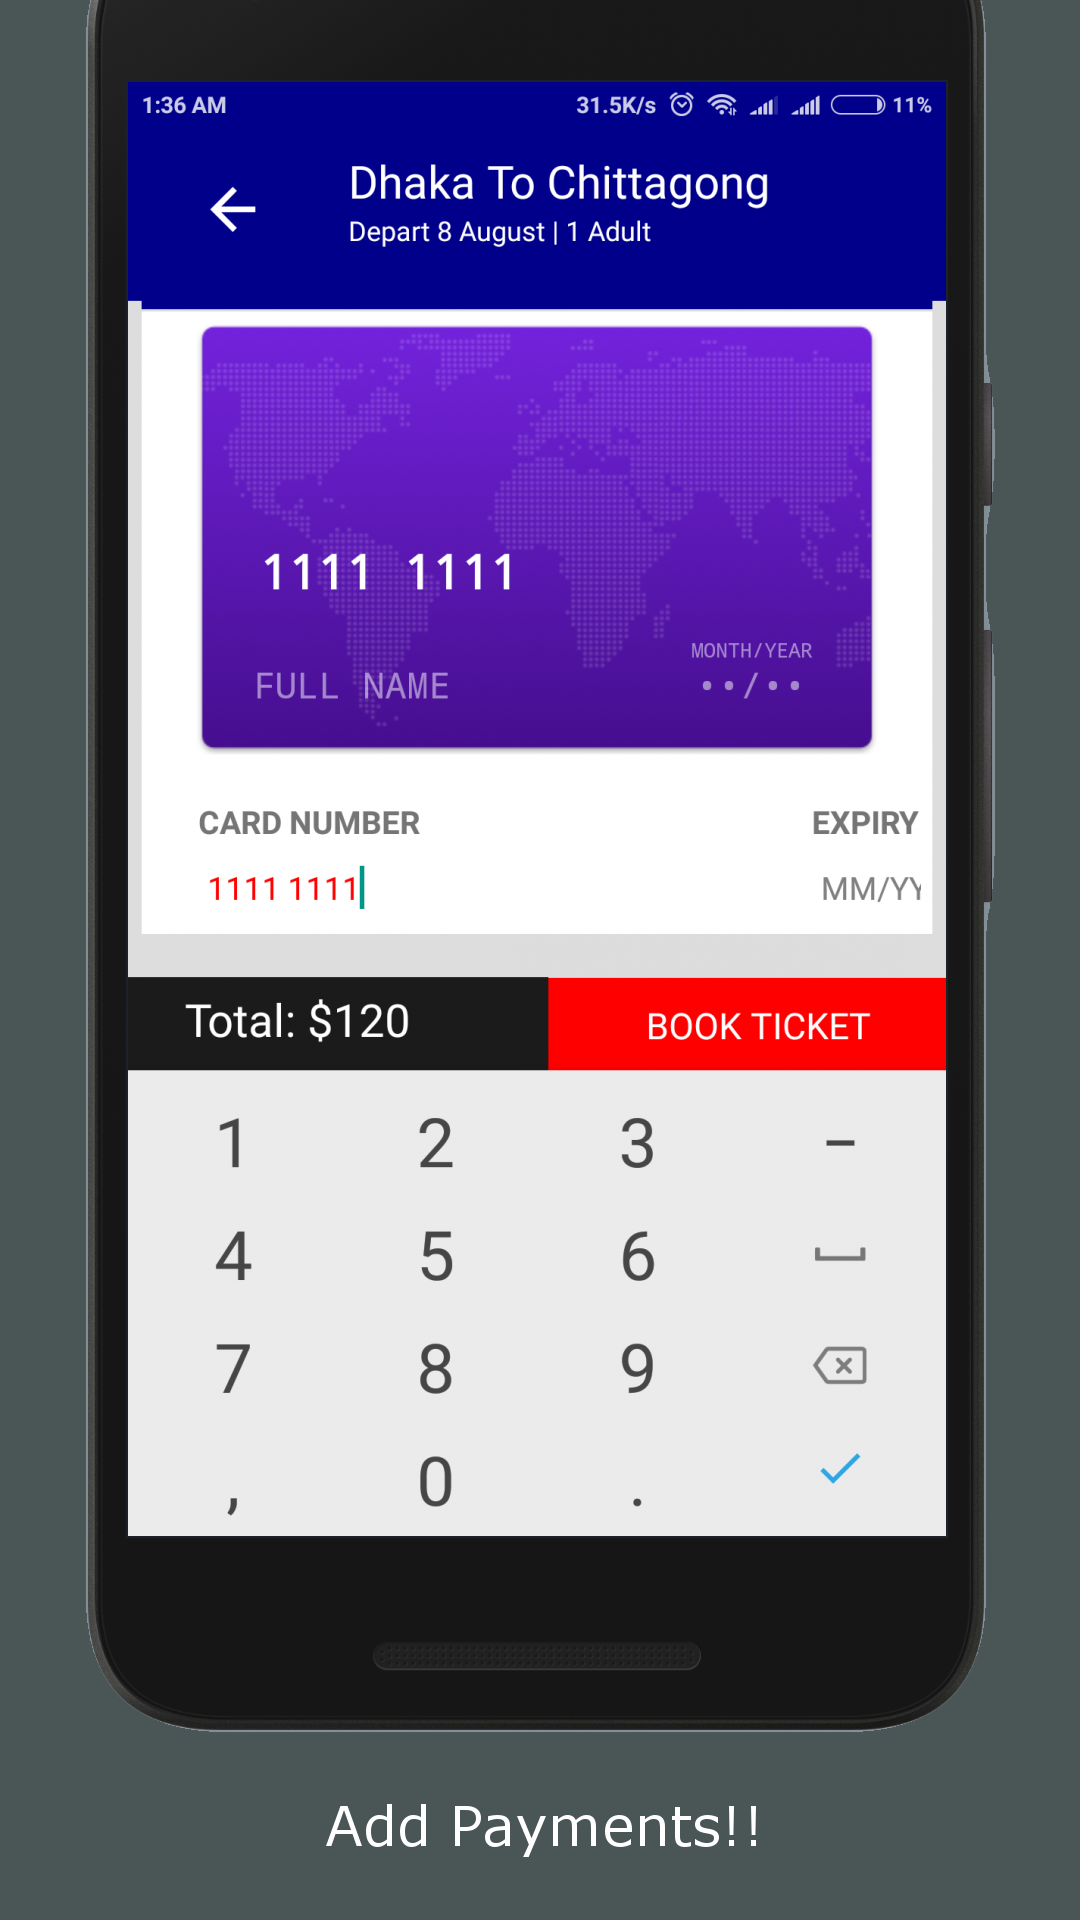 1:36 AM 31.5K/s 11%
Dhaka To Chittagong
Depart 8 August | 1 Adult
1111 1111
MONTH/YEAR
FULL NAME ••/••
CARD NUMBER EXPIRY
1111 1111 MM/YY
Total: $120 BOOK TICKET
1 2 3 –
4 5 6
7 8 9
, 0 .
Add Payments!!